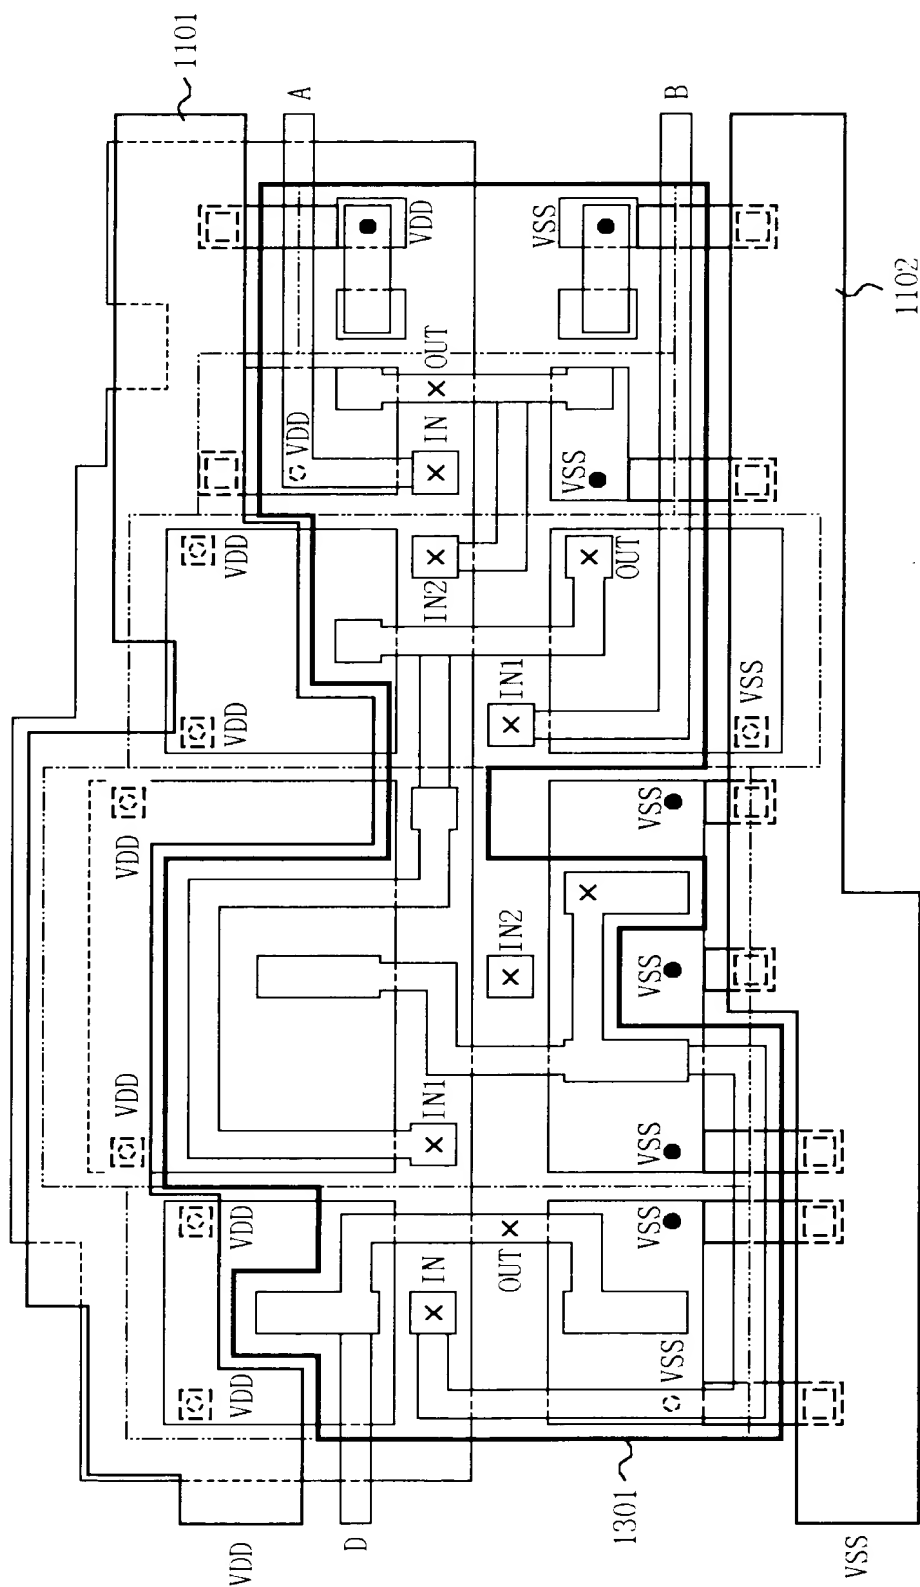 1101
A
B
1102
VDD
VSS
OUT
VDD
IN
VSS
VDD
IN2
OUT
VDD
IN1
VSS
VDD
VSS
IN2
VSS
VDD
IN1
VSS
VDD
VSS
OUT
IN
VDD
VSS
1301
VDD
D
VSS